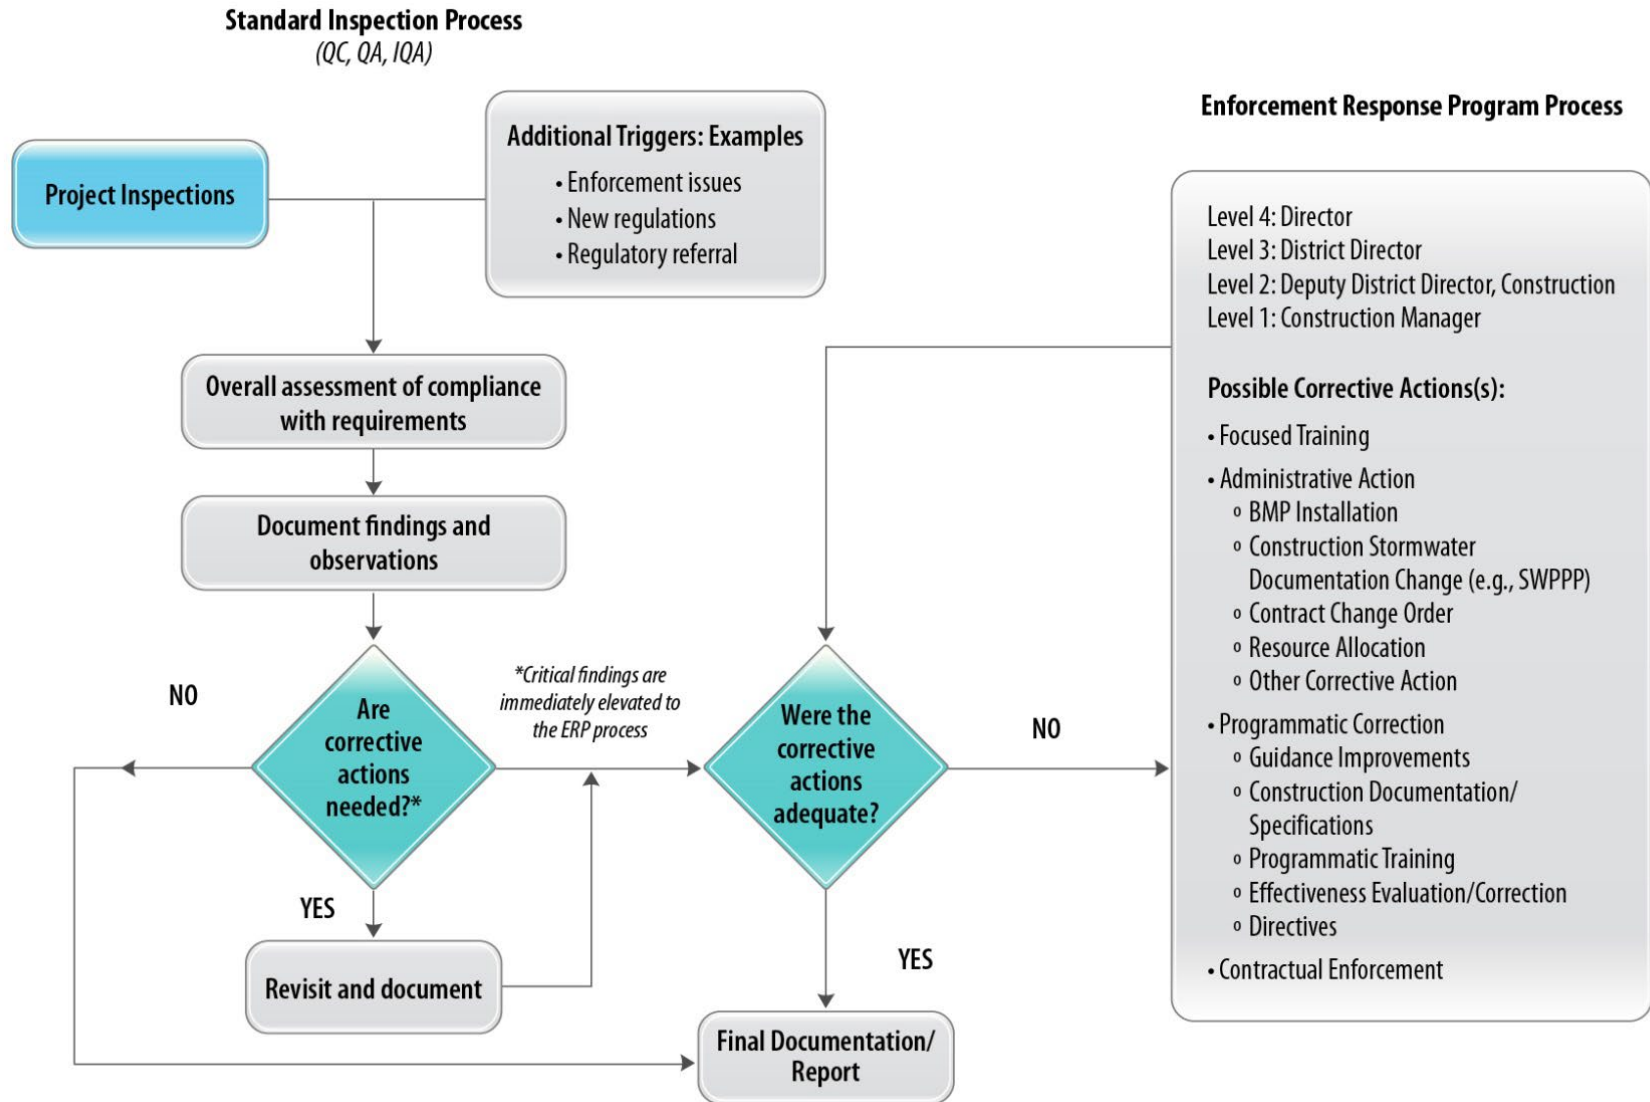 Standard Inspection Process
(QC, QA, IQA)
Project Inspections
Additional Triggers: Examples
• Enforcement issues
• New regulations
• Regulatory referral
Overall assessment of compliance
with requirements
Document findings and
observations
NO
Are
corrective
actions
needed?*
YES
Revisit and document
*Critical findings are
immediately elevated to
the ERP process
Were the
corrective
actions
adequate?
NO
YES
Final Documentation/
Report
Enforcement Response Program Process
Level 4: Director
Level 3: District Director
Level 2: Deputy District Director, Construction
Level 1: Construction Manager
Possible Corrective Actions(s):
• Focused Training
• Administrative Action
o BMP Installation
o Construction Stormwater
Documentation Change (e.g., SWPPP)
o Contract Change Order
o Resource Allocation
o Other Corrective Action
• Programmatic Correction
o Guidance Improvements
o Construction Documentation/
Specifications
o Programmatic Training
o Effectiveness Evaluation/Correction
o Directives
• Contractual Enforcement